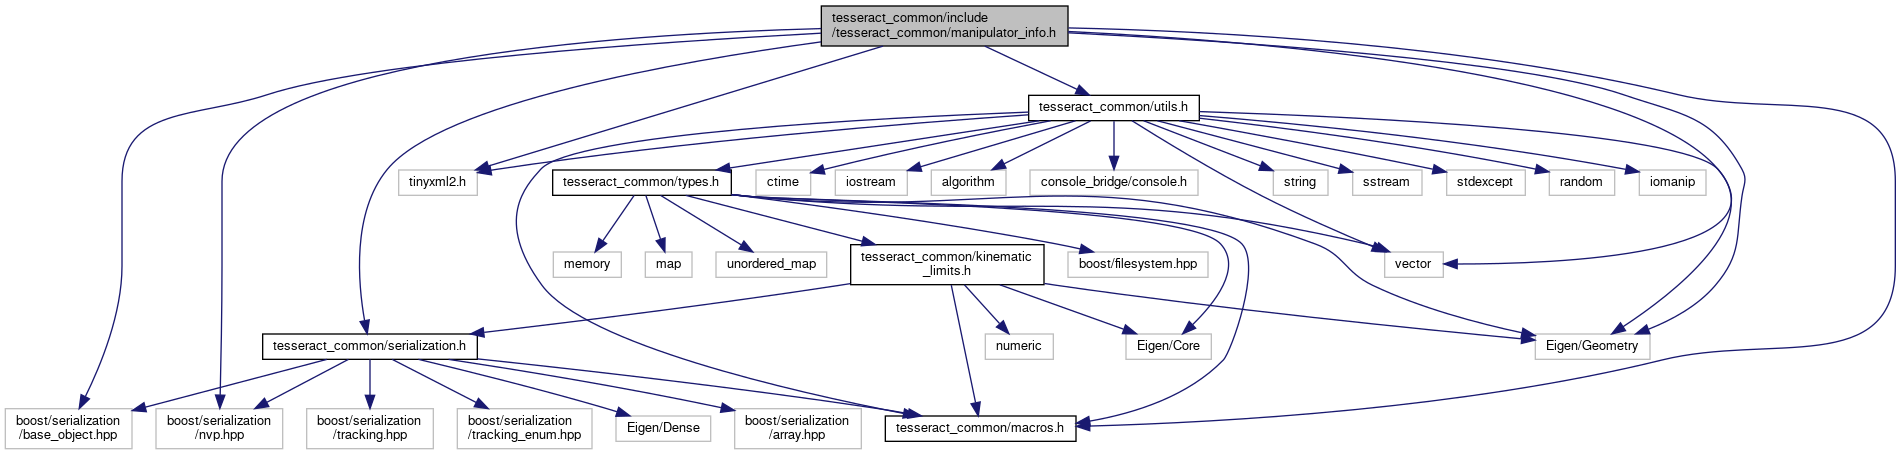 tesseract_common/include
/tesseract_common/manipulator_info.h
tesseract_common/utils.h
tinyxml2.h
tesseract_common/types.h
ctime
iostream
algorithm
console_bridge/console.h
string
sstream
stdexcept
random
iomanip
memory
map
unordered_map
tesseract_common/kinematic
_limits.h
boost/filesystem.hpp
vector
tesseract_common/serialization.h
numeric
Eigen/Core
Eigen/Geometry
boost/serialization
/base_object.hpp
boost/serialization
/nvp.hpp
boost/serialization
/tracking.hpp
boost/serialization
/tracking_enum.hpp
Eigen/Dense
boost/serialization
/array.hpp
tesseract_common/macros.h